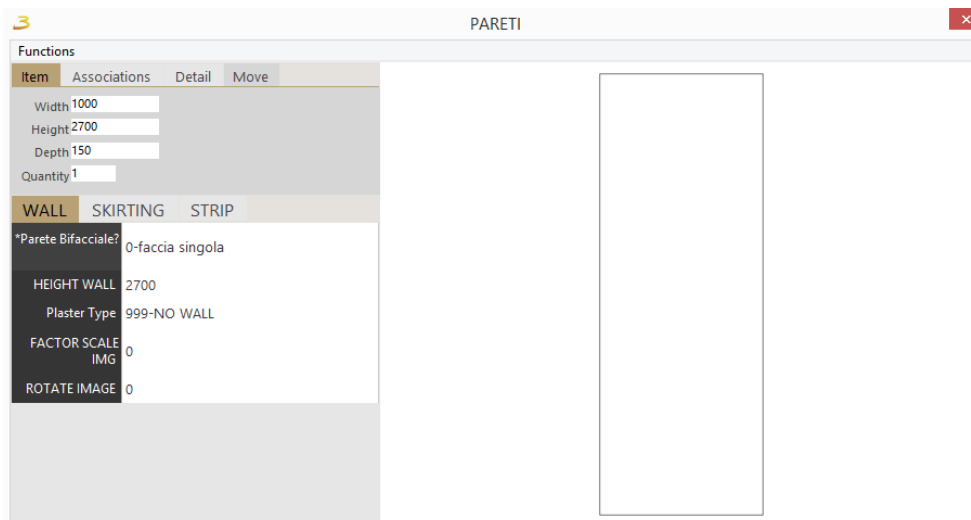 PARETI
Functions
Item Associations Detail Move
Width 1000
Height 2700
Depth 150
Quantity 1
WALL SKIRTING STRIP
*Parete Bifacciale? 0-faccia singola
HEIGHT WALL 2700
Plaster Type 999-NO WALL
FACTOR SCALE
IMG 0
ROTATE IMAGE 0